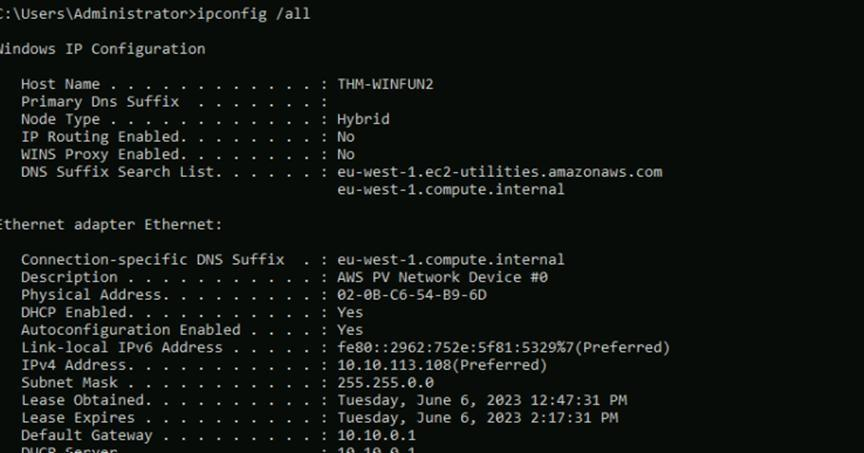 C:\Users\Administrator>ipconfig /all
Windows IP Configuration
Host Name . . . . . . . . . . . . : THM-WINFUN2
Primary Dns Suffix  . . . . . . . :
Node Type . . . . . . . . . . . . : Hybrid
IP Routing Enabled. . . . . . . . : No
WINS Proxy Enabled. . . . . . . . : No
DNS Suffix Search List. . . . . . : eu-west-1.ec2-utilities.amazonaws.com
eu-west-1.compute.internal
Ethernet adapter Ethernet:
Connection-specific DNS Suffix  . : eu-west-1.compute.internal
Description . . . . . . . . . . . : AWS PV Network Device #0
Physical Address. . . . . . . . . : 02-0B-C6-54-B9-6D
DHCP Enabled. . . . . . . . . . . : Yes
Autoconfiguration Enabled . . . . : Yes
Link-local IPv6 Address . . . . . : fe80::2962:752e:5f81:5329%7(Preferred)
IPv4 Address. . . . . . . . . . . : 10.10.113.108(Preferred)
Subnet Mask . . . . . . . . . . . : 255.255.0.0
Lease Obtained. . . . . . . . . . : Tuesday, June 6, 2023 12:47:31 PM
Lease Expires . . . . . . . . . . : Tuesday, June 6, 2023 2:17:31 PM
Default Gateway . . . . . . . . . : 10.10.0.1
DHCP Server . . . . . . . . . . . : 10.10.0.1